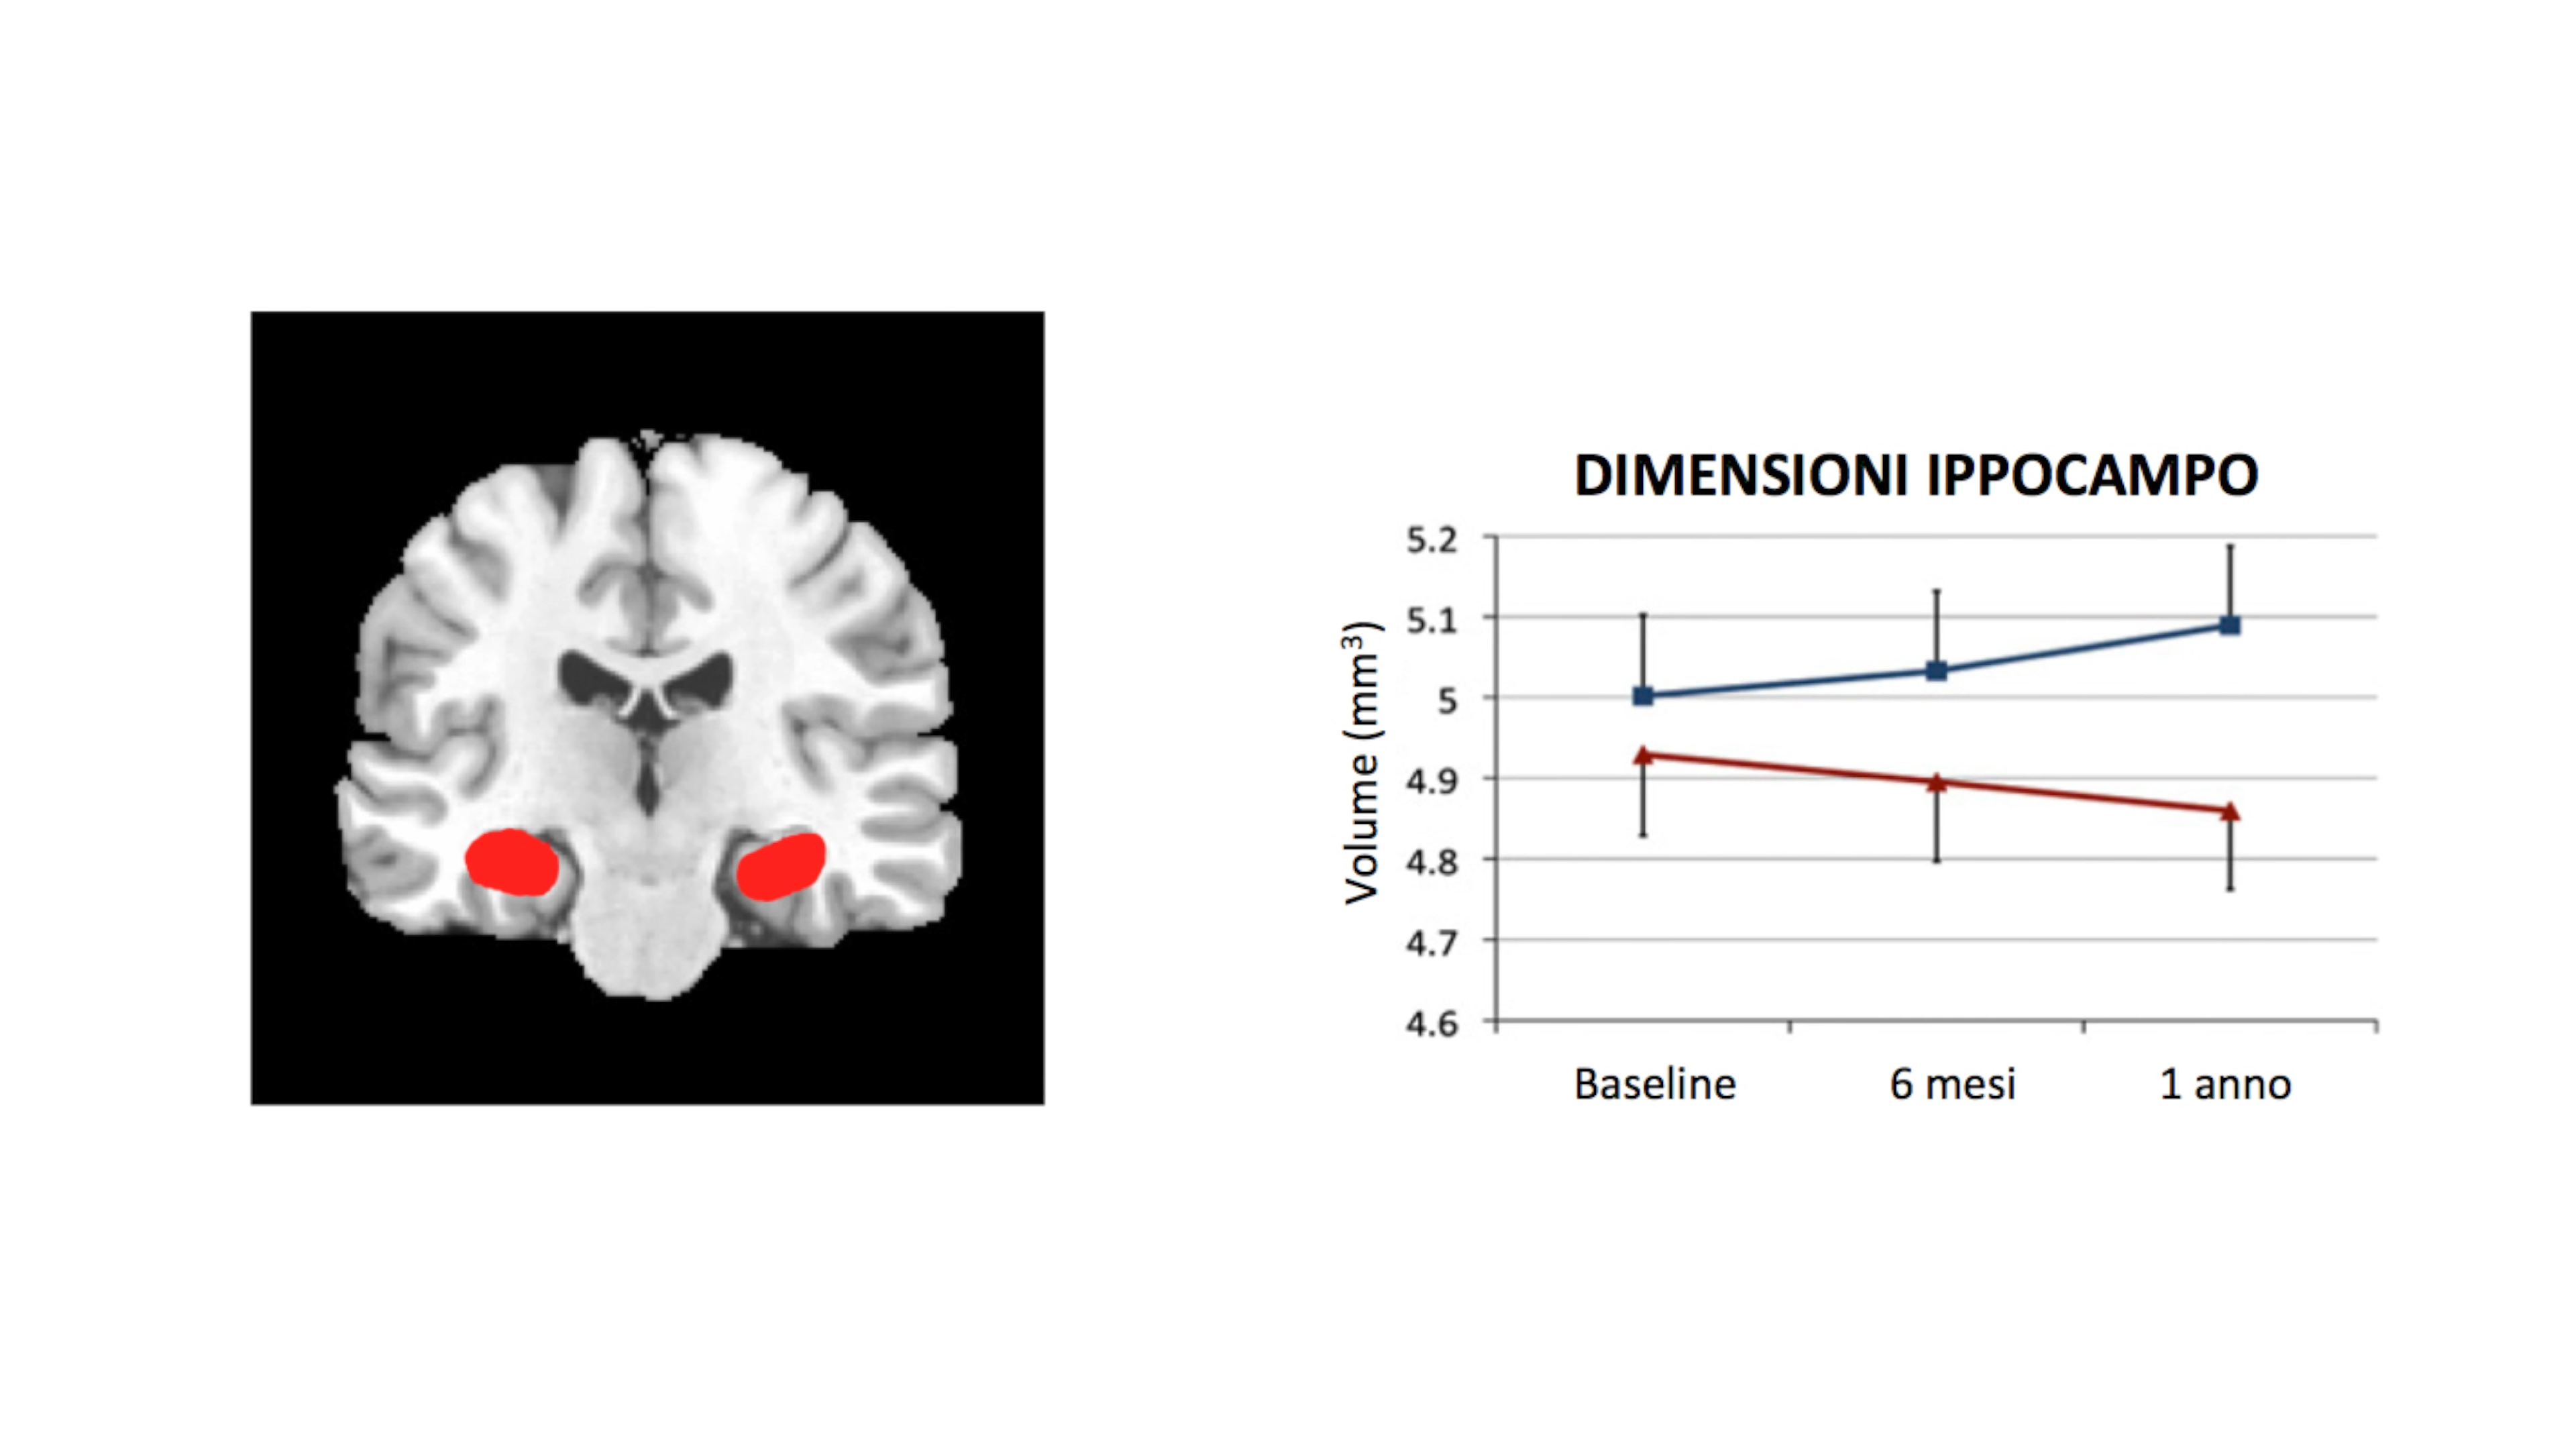 DIMENSIONI IPPOCAMPO
Volume (mm³)
5.2
5.1
5
4.9
4.8
4.7
4.6
Baseline 6 mesi 1 anno